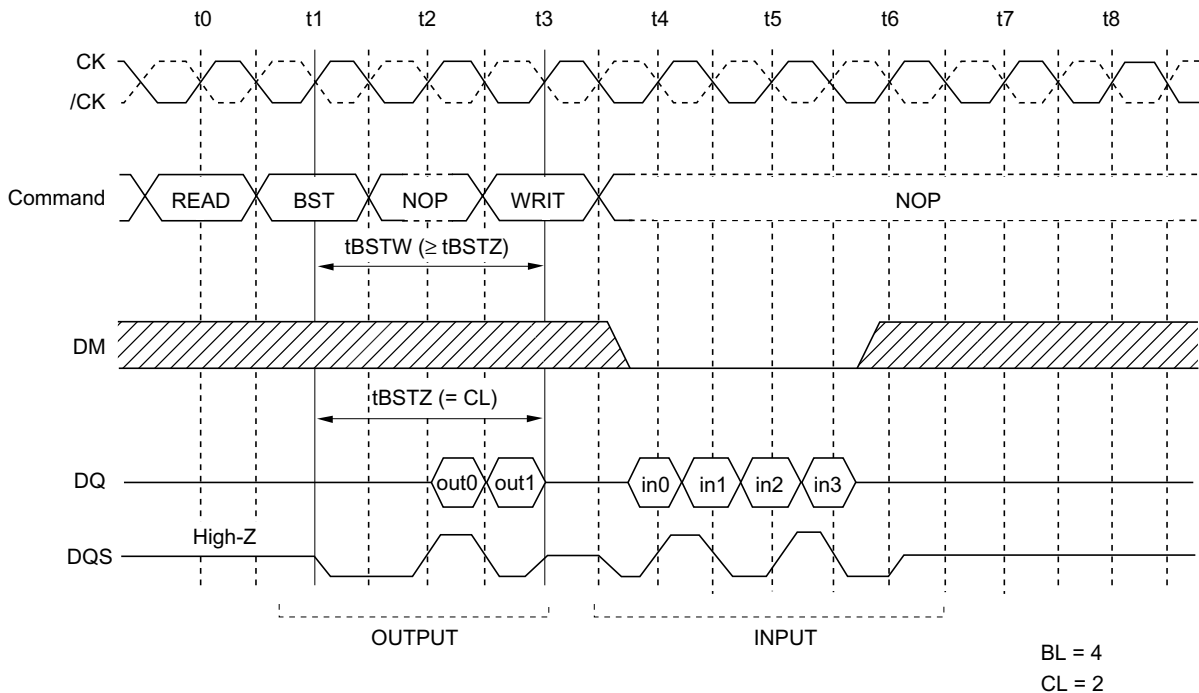 t0 t1 t2 t3 t4 t5 t6 t7 t8
CK
/CK
Command READ BST NOP WRIT NOP
tBSTW (≥ tBSTZ)
DM
tBSTZ (= CL)
DQ out0 out1 in0 in1 in2 in3
High-Z
DQS
OUTPUT INPUT
BL = 4
CL = 2